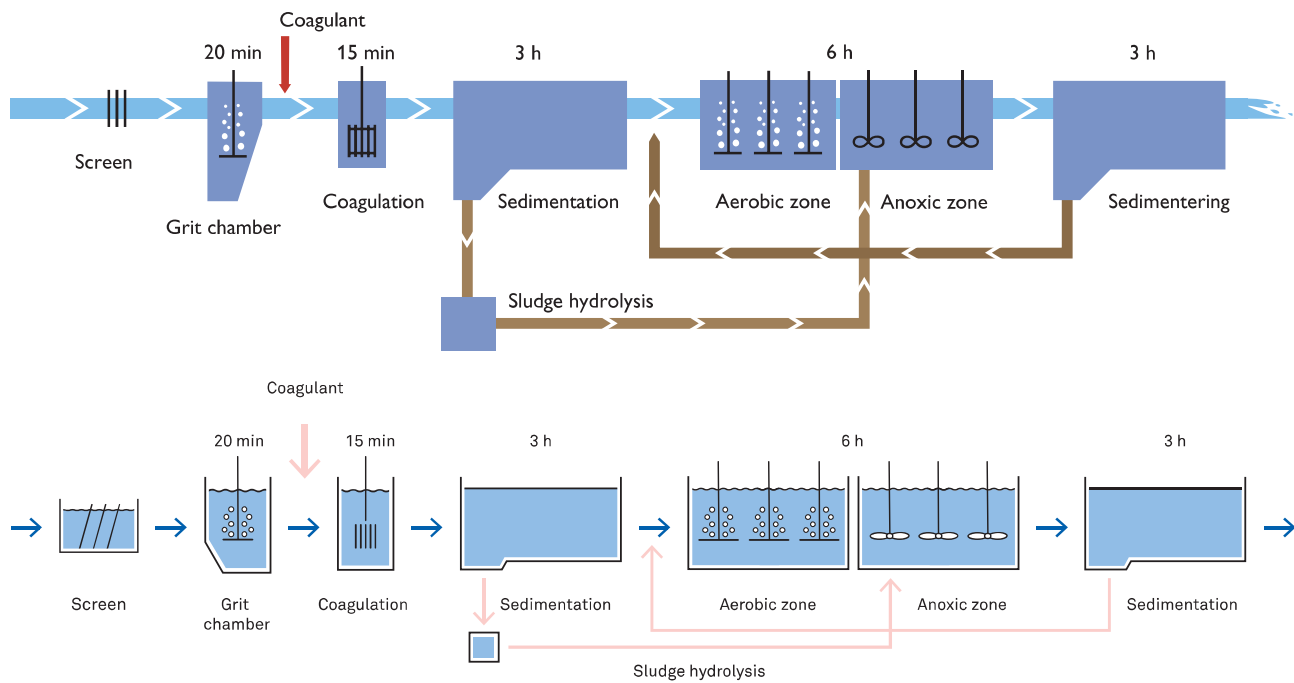 Coagulant
20 min
15 min
3 h
6 h
3 h
Screen
Grit chamber
Coagulation
Sedimentation
Aerobic zone
Anoxic zone
Sedimentering
Sludge hydrolysis
Coagulant
20 min
15 min
3 h
6 h
3 h
Screen
Grit
chamber
Coagulation
Sedimentation
Aerobic zone
Anoxic zone
Sedimentation
Sludge hydrolysis